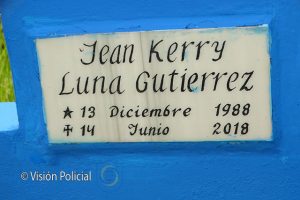 Jean Kerry
Luna Gutierrez
★ 13 Diciembre 1988
✝ 14 Junio 2018
© Visión Policial